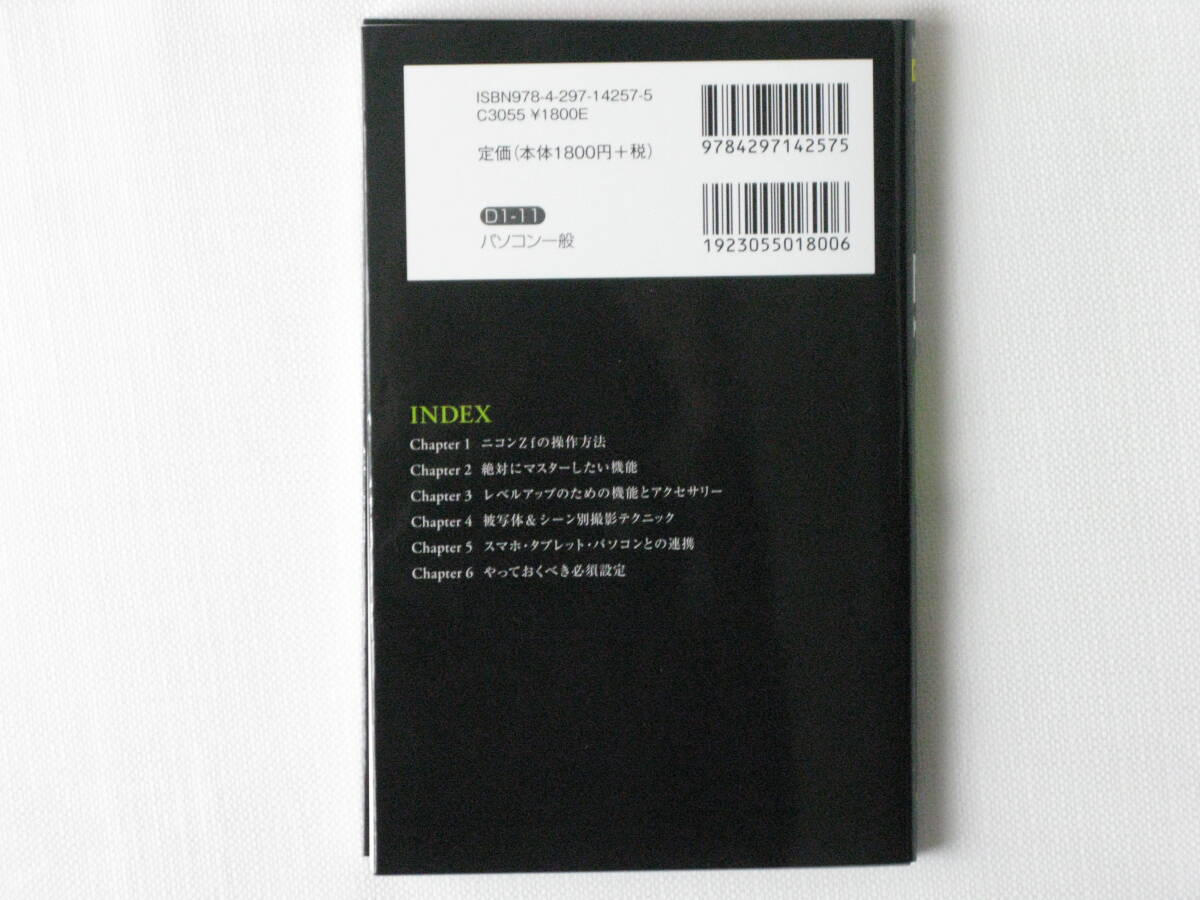 ISBN978-4-297-14257-5
C3055 ¥1800E
定価(本体1800円+税)
9784297142575
D1-11
パソコン一般
1923055018006
INDEX
Chapter 1 ニコンZfの操作方法
Chapter 2 絶対にマスターしたい機能
Chapter 3 レベルアップのための機能とアクセサリー
Chapter 4 被写体&シーン別撮影テクニック
Chapter 5 スマホ・タブレット・パソコンとの連携
Chapter 6 やっておくべき必須設定